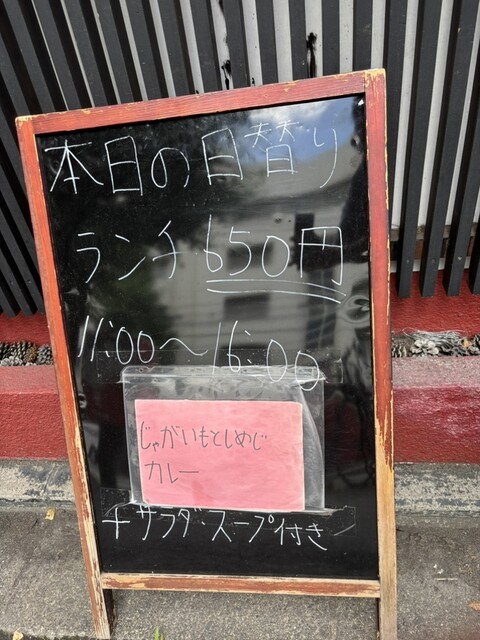 本日の日替り
ランチ 650円
11:00〜16:00
じゃがいもとしめじ
カレー
+サラダ・スープ付き